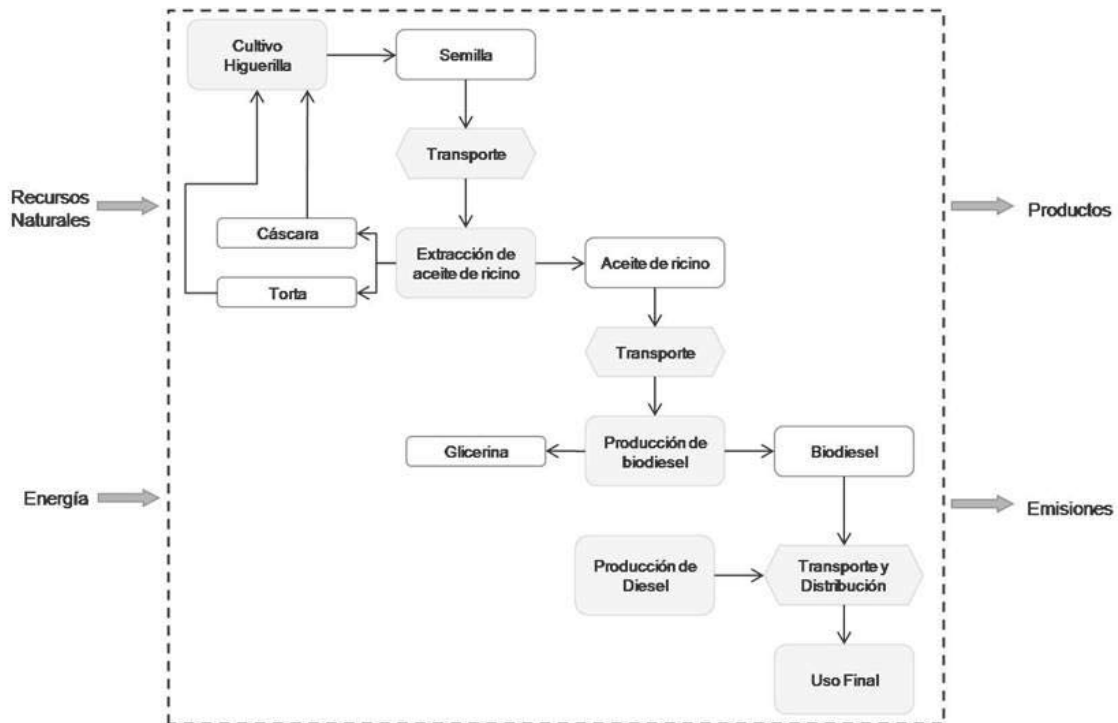 Cultivo
Higuerilla
Semilla
Transporte
Recursos
Naturales
Productos
Cáscara
Extracción de
aceite de ricino
Aceite de ricino
Torta
Transporte
Glicerina
Producción de
biodiesel
Biodiesel
Energía
Emisiones
Producción de
Diesel
Transporte y
Distribución
Uso Final